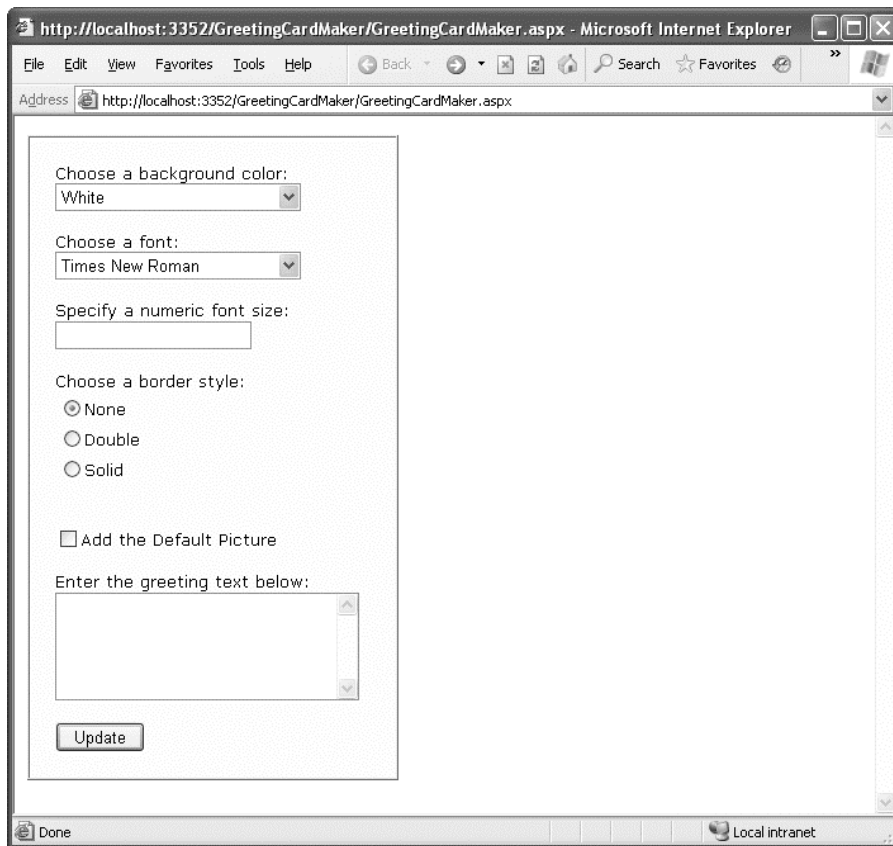 http://localhost:3352/GreetingCardMaker/GreetingCardMaker.aspx - Microsoft Internet Explorer
File Edit View Favorites Tools Help Back Search Favorites »
Address http://localhost:3352/GreetingCardMaker/GreetingCardMaker.aspx
Choose a background color:
White
Choose a font:
Times New Roman
Specify a numeric font size:
Choose a border style:
None
Double
Solid
Add the Default Picture
Enter the greeting text below:
Update
Done Local intranet